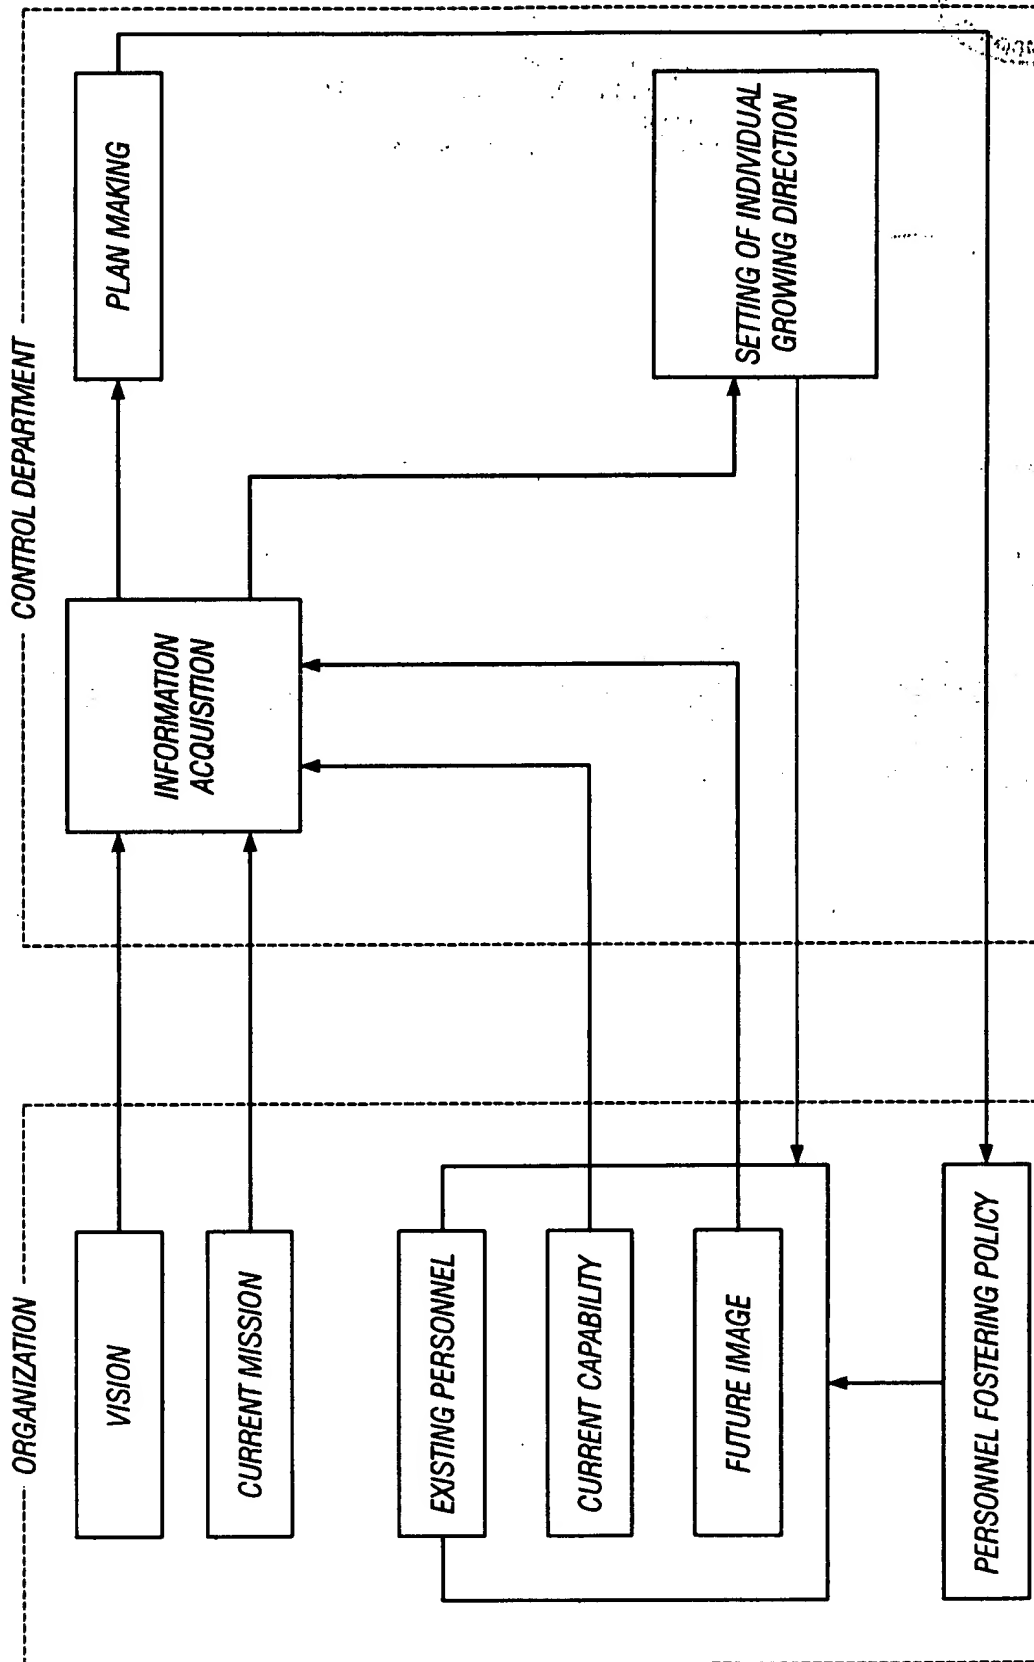 ORGANIZATION
VISION
CURRENT MISSION
EXISTING PERSONNEL
CURRENT CAPABILITY
FUTURE IMAGE
PERSONNEL FOSTERING POLICY
CONTROL DEPARTMENT
INFORMATION
ACQUISITION
PLAN MAKING
SETTING OF INDIVIDUAL
GROWING DIRECTION